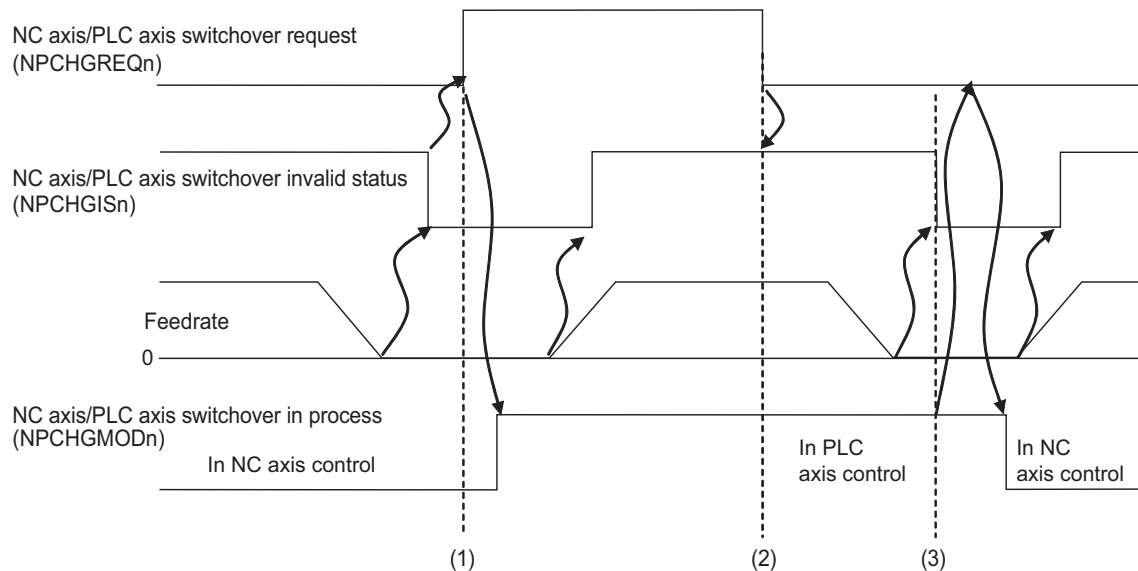 NC axis/PLC axis switchover request
(NPCHGREQn)
NC axis/PLC axis switchover invalid status
(NPCHGISn)
Feedrate
0
NC axis/PLC axis switchover in process
(NPCHGMODn)
In NC axis control
In PLC
axis control
In NC
axis control
(1)
(2)
(3)